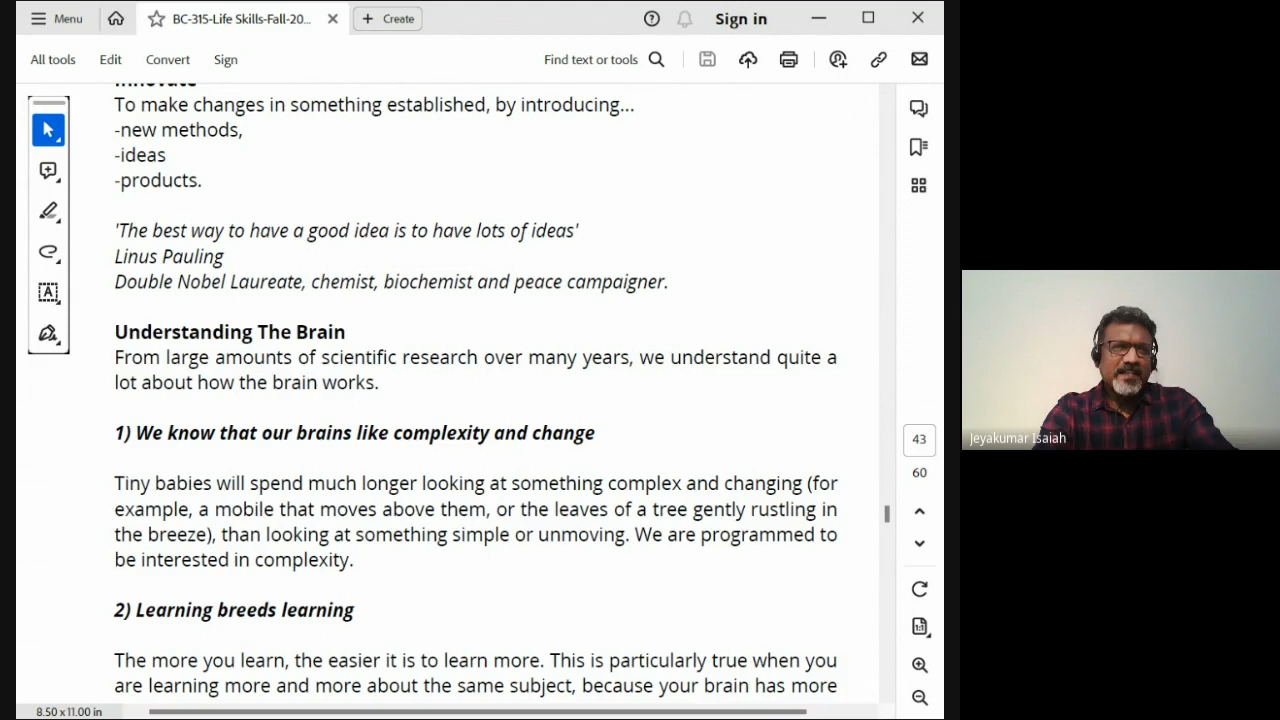 Menu
BC-315-Life Skills-Fall-20...
Create
Sign in
All tools
Edit
Convert
Sign
Find text or tools
Innovate
To make changes in something established, by introducing...
-new methods,
-ideas
-products.
'The best way to have a good idea is to have lots of ideas'
Linus Pauling
Double Nobel Laureate, chemist, biochemist and peace campaigner.
Understanding The Brain
From large amounts of scientific research over many years, we understand quite a
lot about how the brain works.
1) We know that our brains like complexity and change
Tiny babies will spend much longer looking at something complex and changing (for
example, a mobile that moves above them, or the leaves of a tree gently rustling in
the breeze), than looking at something simple or unmoving. We are programmed to
be interested in complexity.
2) Learning breeds learning
The more you learn, the easier it is to learn more. This is particularly true when you
are learning more and more about the same subject, because your brain has more
43
60
1:1
8.50 x 11.00 in
Jeyakumar Isaiah